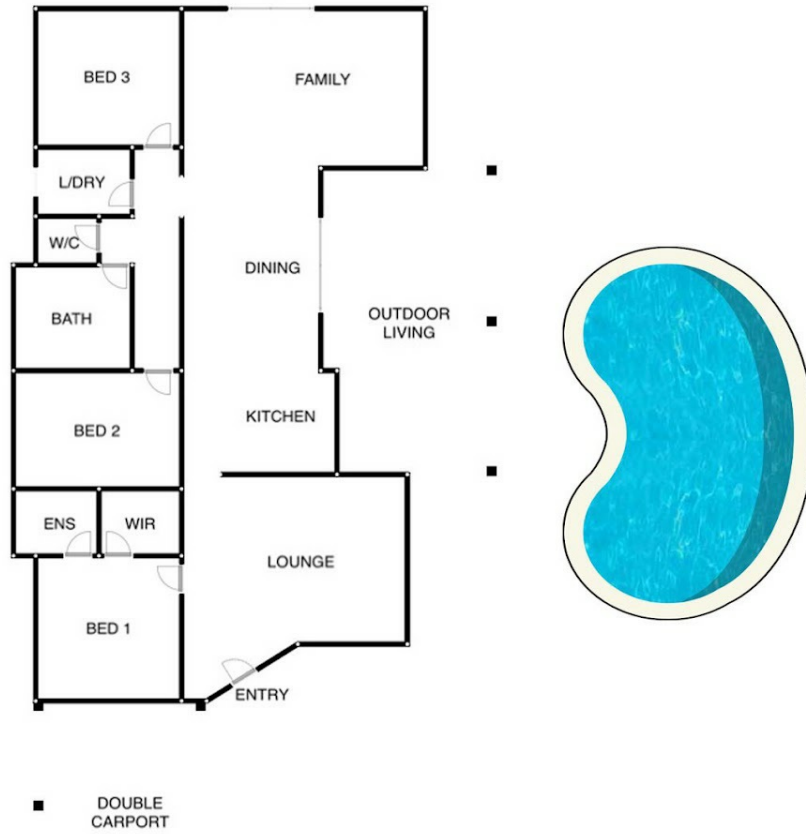 BED 3
FAMILY
L/DRY
W/C
DINING
BATH
OUTDOOR
LIVING
KITCHEN
BED 2
ENS
WIR
LOUNGE
BED 1
ENTRY
DOUBLE
CARPORT